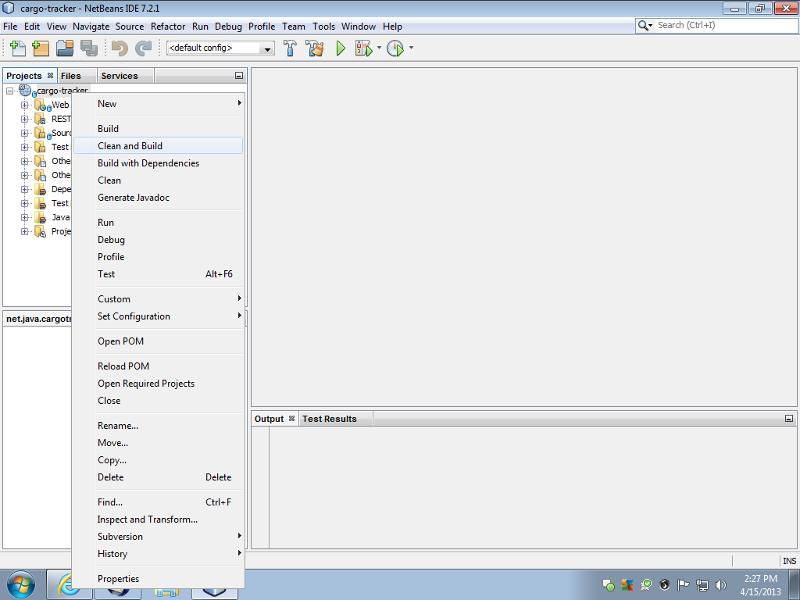 cargo-tracker - NetBeans IDE 7.2.1
File Edit View Navigate Source Refactor Run Debug Profile Team Tools Window Help
Search (Ctrl+I)
<default config>
Projects Files Services
cargo-tracker
Web
REST
Sourc
Test
Othe
Othe
Depe
Test
Java
Proje
New
Build
Clean and Build
Build with Dependencies
Clean
Generate Javadoc
Run
Debug
Profile
Test Alt+F6
Custom
Set Configuration
Open POM
Reload POM
Open Required Projects
Close
Rename...
Move...
Copy...
Delete Delete
Find... Ctrl+F
Inspect and Transform...
Subversion
History
Properties
net.java.cargotr
Output Test Results
INS
2:27 PM
4/15/2013